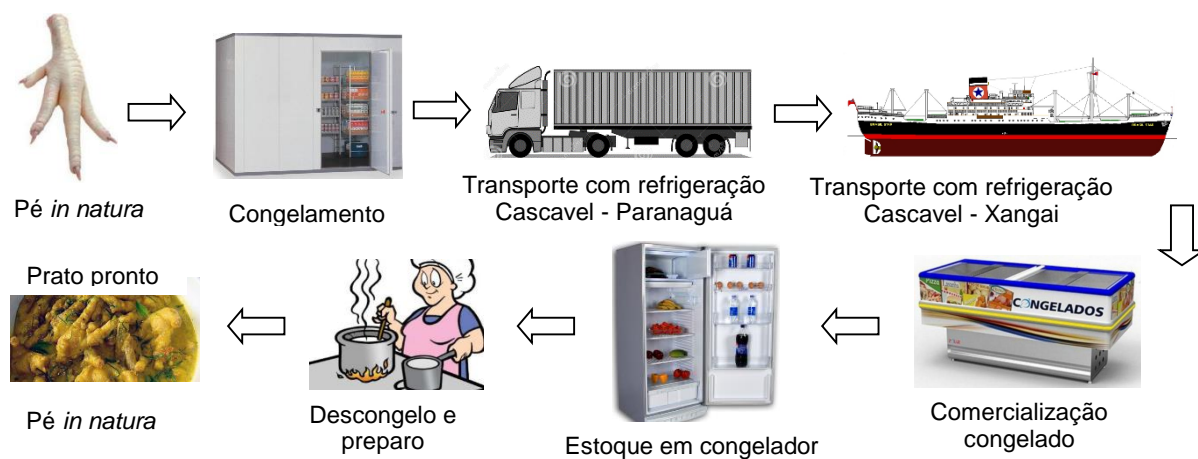 Pé in natura
Congelamento
Transporte com refrigeração
Cascavel - Paranaguá
Transporte com refrigeração
Cascavel - Xangai
CONGELADOS
Comercialização
congelado
Estoque em congelador
Descongelo e
preparo
Prato pronto
Pé in natura